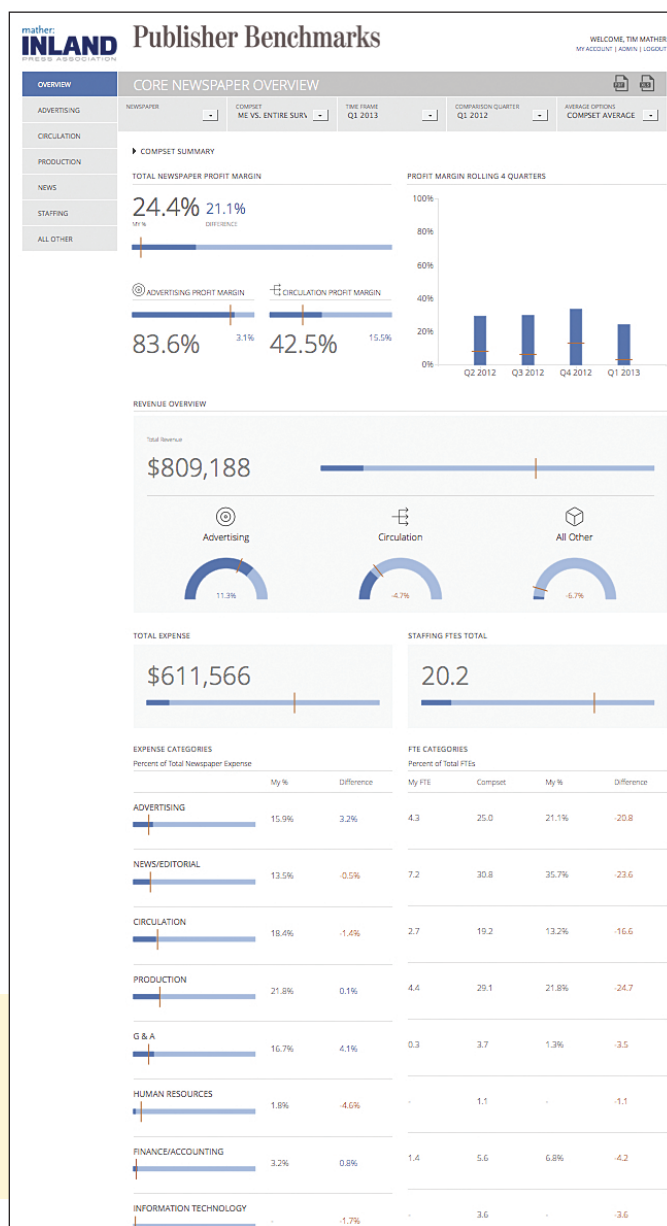 mather:
INLAND
PRESS ASSOCIATION
Publisher Benchmarks
WELCOME, TIM MATHER
MY ACCOUNT | ADMIN | LOGOUT
OVERVIEW
ADVERTISING
CIRCULATION
PRODUCTION
NEWS
STAFFING
ALL OTHER
CORE NEWSPAPER OVERVIEW
PDF
XLS
NEWSPAPER
COMPSET
ME VS. ENTIRE SURV
TIME FRAME
Q1 2013
COMPARISON QUARTER
Q1 2012
AVERAGE OPTIONS
COMPSET AVERAGE
COMPSET SUMMARY
TOTAL NEWSPAPER PROFIT MARGIN
24.4% 21.1%
MY % DIFFERENCE
ADVERTISING PROFIT MARGIN
83.6% 3.1%
CIRCULATION PROFIT MARGIN
42.5% 15.5%
PROFIT MARGIN ROLLING 4 QUARTERS
100%
80%
60%
40%
20%
0%
Q2 2012 Q3 2012 Q4 2012 Q1 2013
REVENUE OVERVIEW
Total Revenue
$809,188
Advertising Circulation All Other
11.3% -4.7% -6.7%
TOTAL EXPENSE
$611,566
STAFFING FTES TOTAL
20.2
EXPENSE CATEGORIES
Percent of Total Newspaper Expense
My % Difference
ADVERTISING
15.9% 3.2%
NEWS/EDITORIAL
13.5% -0.5%
CIRCULATION
18.4% -1.4%
PRODUCTION
21.8% 0.1%
G & A
16.7% 4.1%
HUMAN RESOURCES
1.8% -4.6%
FINANCE/ACCOUNTING
3.2% 0.8%
INFORMATION TECHNOLOGY
- -1.7%
FTE CATEGORIES
Percent of Total FTEs
My FTE Compset My % Difference
4.3 25.0 21.1% -20.8
7.2 30.8 35.7% -23.6
2.7 19.2 13.2% -16.6
4.4 29.1 21.8% -24.7
0.3 3.7 1.3% -3.5
- 1.1 - -1.1
1.4 5.6 6.8% -4.2
- 3.6 - -3.6